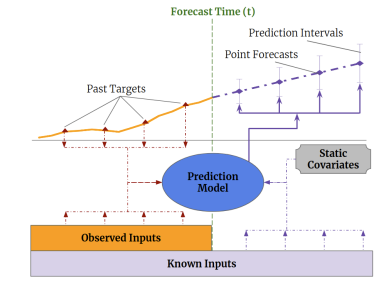 Forecast Time (t)
Prediction Intervals
Point Forecasts
Past Targets
Static
Covariates
Prediction
Model
Observed Inputs
Known Inputs